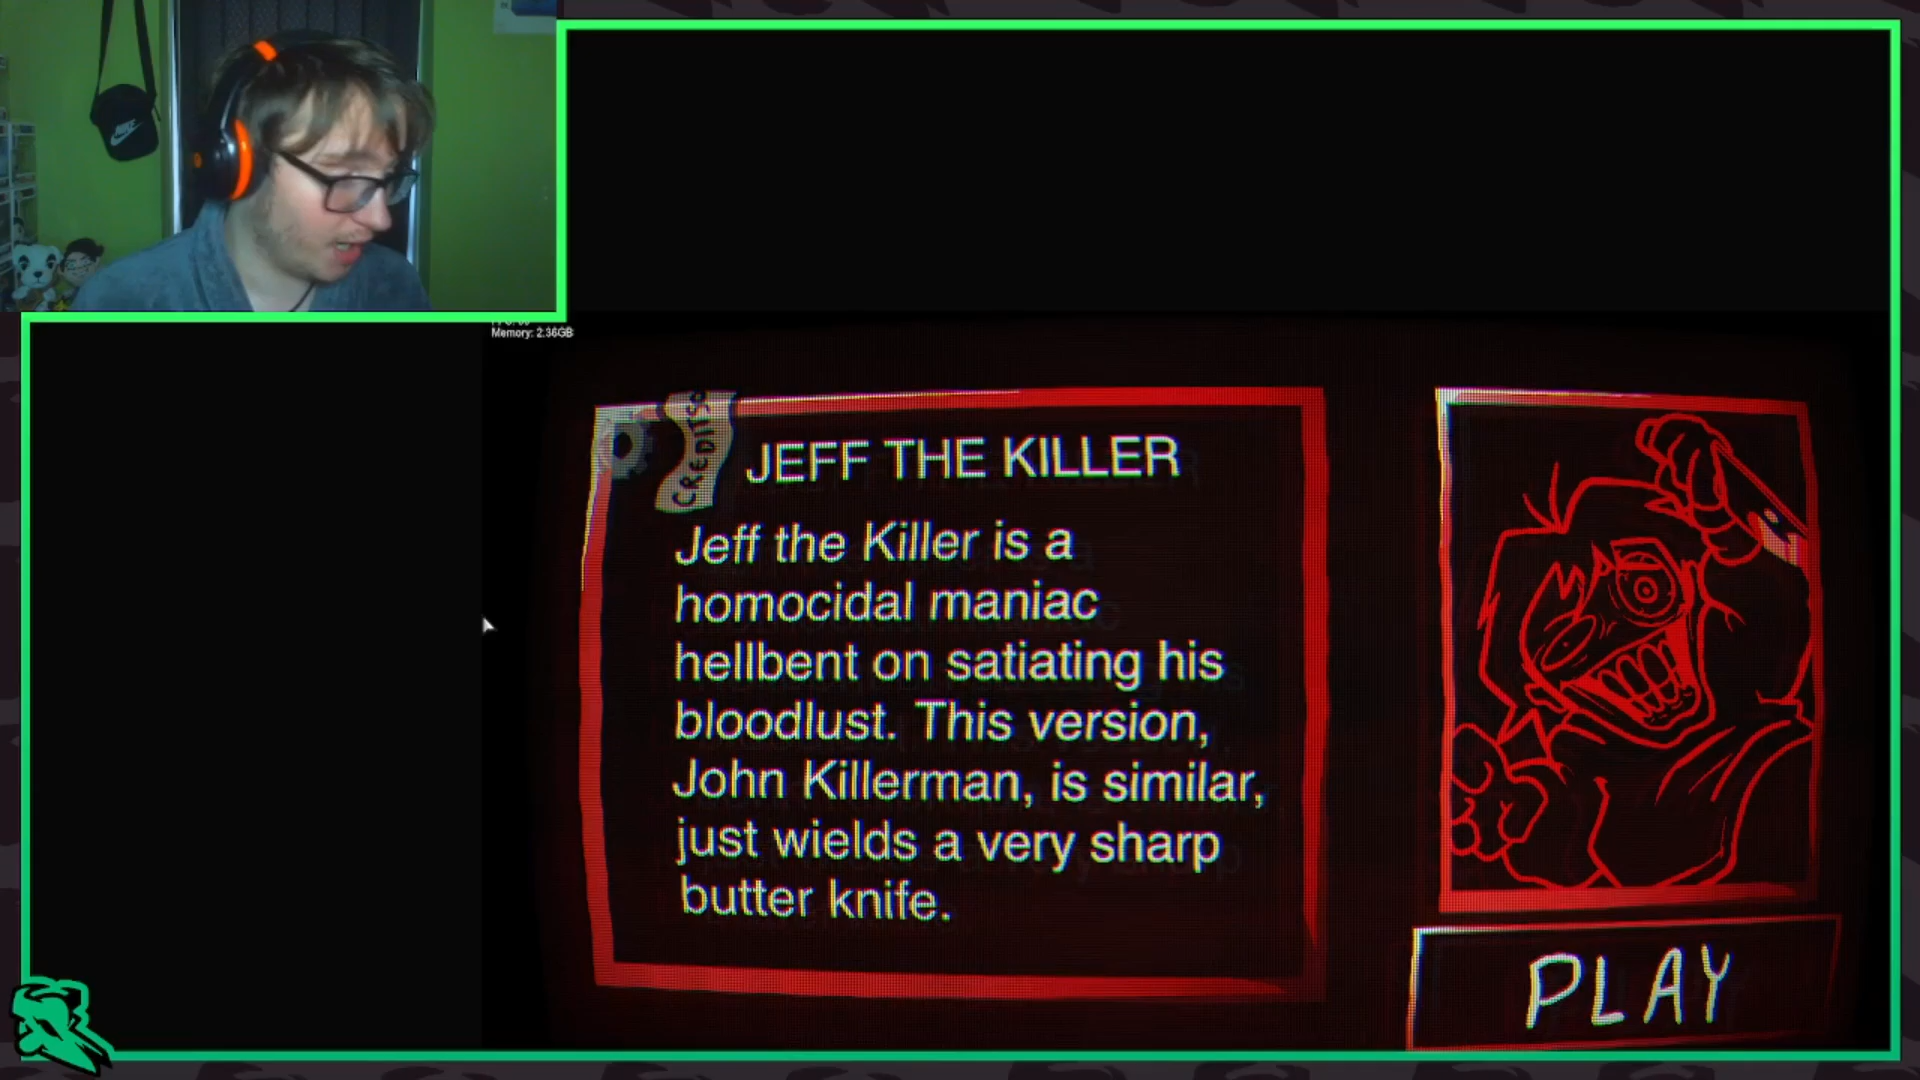 NIKE
Memory: 2.36GB
CREDITS
JEFF THE KILLER
Jeff the Killer is a
homocidal maniac
hellbent on satiating his
bloodlust. This version,
John Killerman, is similar,
just wields a very sharp
butter knife.
PLAY